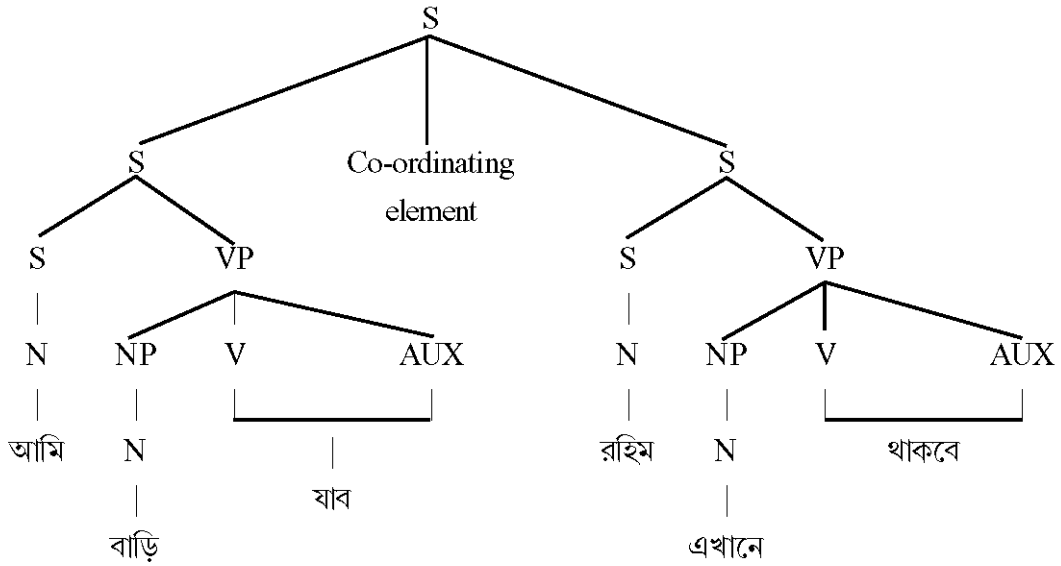 S
S Co-ordinating S
element
S VP S VP
N NP V AUX N NP V AUX
আমি N রহিম N থাকবে
যাব
বাড়ি এখানে